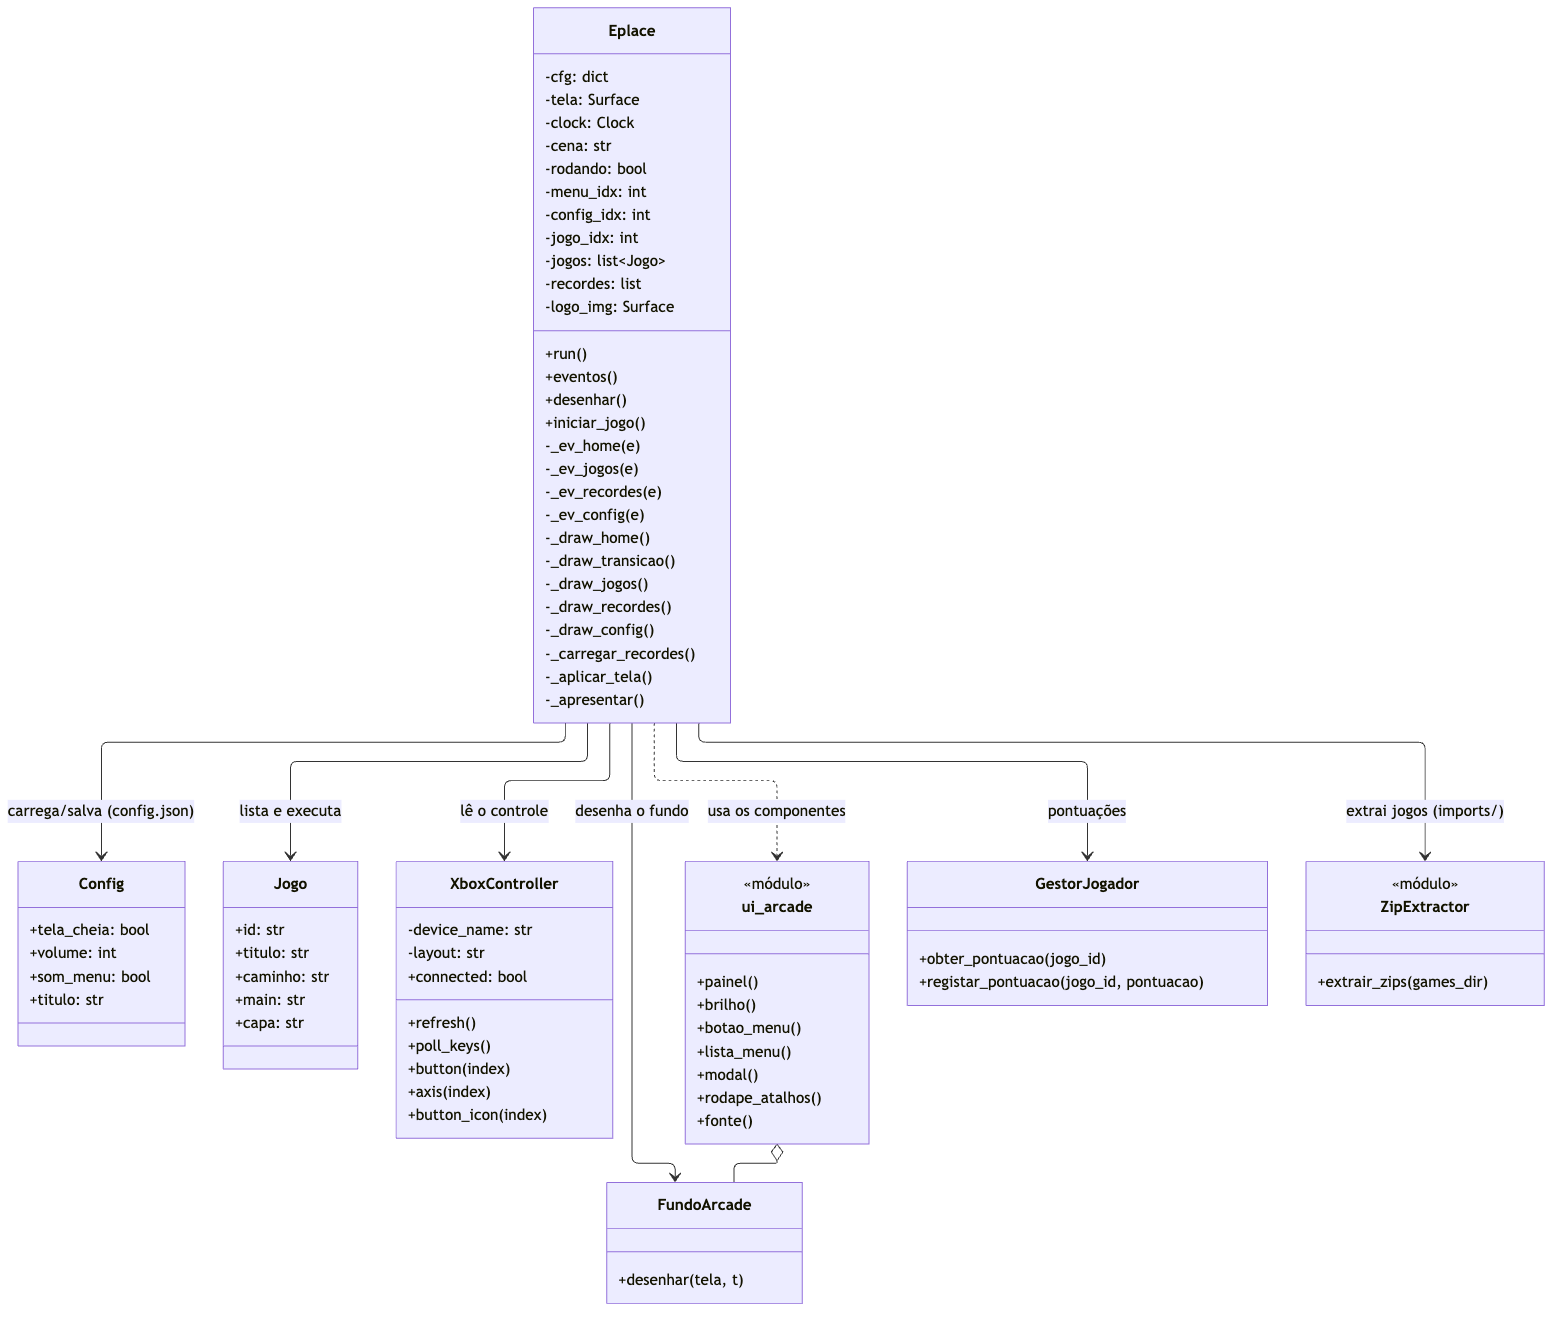 Eplace
-cfg: dict
-tela: Surface
-clock: Clock
-cena: str
-rodando: bool
-menu_idx: int
-config_idx: int
-jogo_idx: int
-jogos: list<Jogo>
-recordes: list
-logo_img: Surface
+run()
+eventos()
+desenhar()
+iniciar_jogo()
-_ev_home(e)
-_ev_jogos(e)
-_ev_recordes(e)
-_ev_config(e)
-_draw_home()
-_draw_transicao()
-_draw_jogos()
-_draw_recordes()
-_draw_config()
-_carregar_recordes()
-_aplicar_tela()
-_apresentar()
carrega/salva (config.json)
lista e executa
lê o controle
desenha o fundo
usa os componentes
pontuações
extrai jogos (imports/)
Config
+tela_cheia: bool
+volume: int
+som_menu: bool
+titulo: str
Jogo
+id: str
+titulo: str
+caminho: str
+main: str
+capa: str
XboxController
-device_name: str
-layout: str
+connected: bool
+refresh()
+poll_keys()
+button(index)
+axis(index)
+button_icon(index)
«módulo»
ui_arcade
+painel()
+brilho()
+botao_menu()
+lista_menu()
+modal()
+rodape_atalhos()
+fonte()
GestorJogador
+obter_pontuacao(jogo_id)
+registar_pontuacao(jogo_id, pontuacao)
«módulo»
ZipExtractor
+extrair_zips(games_dir)
FundoArcade
+desenhar(tela, t)